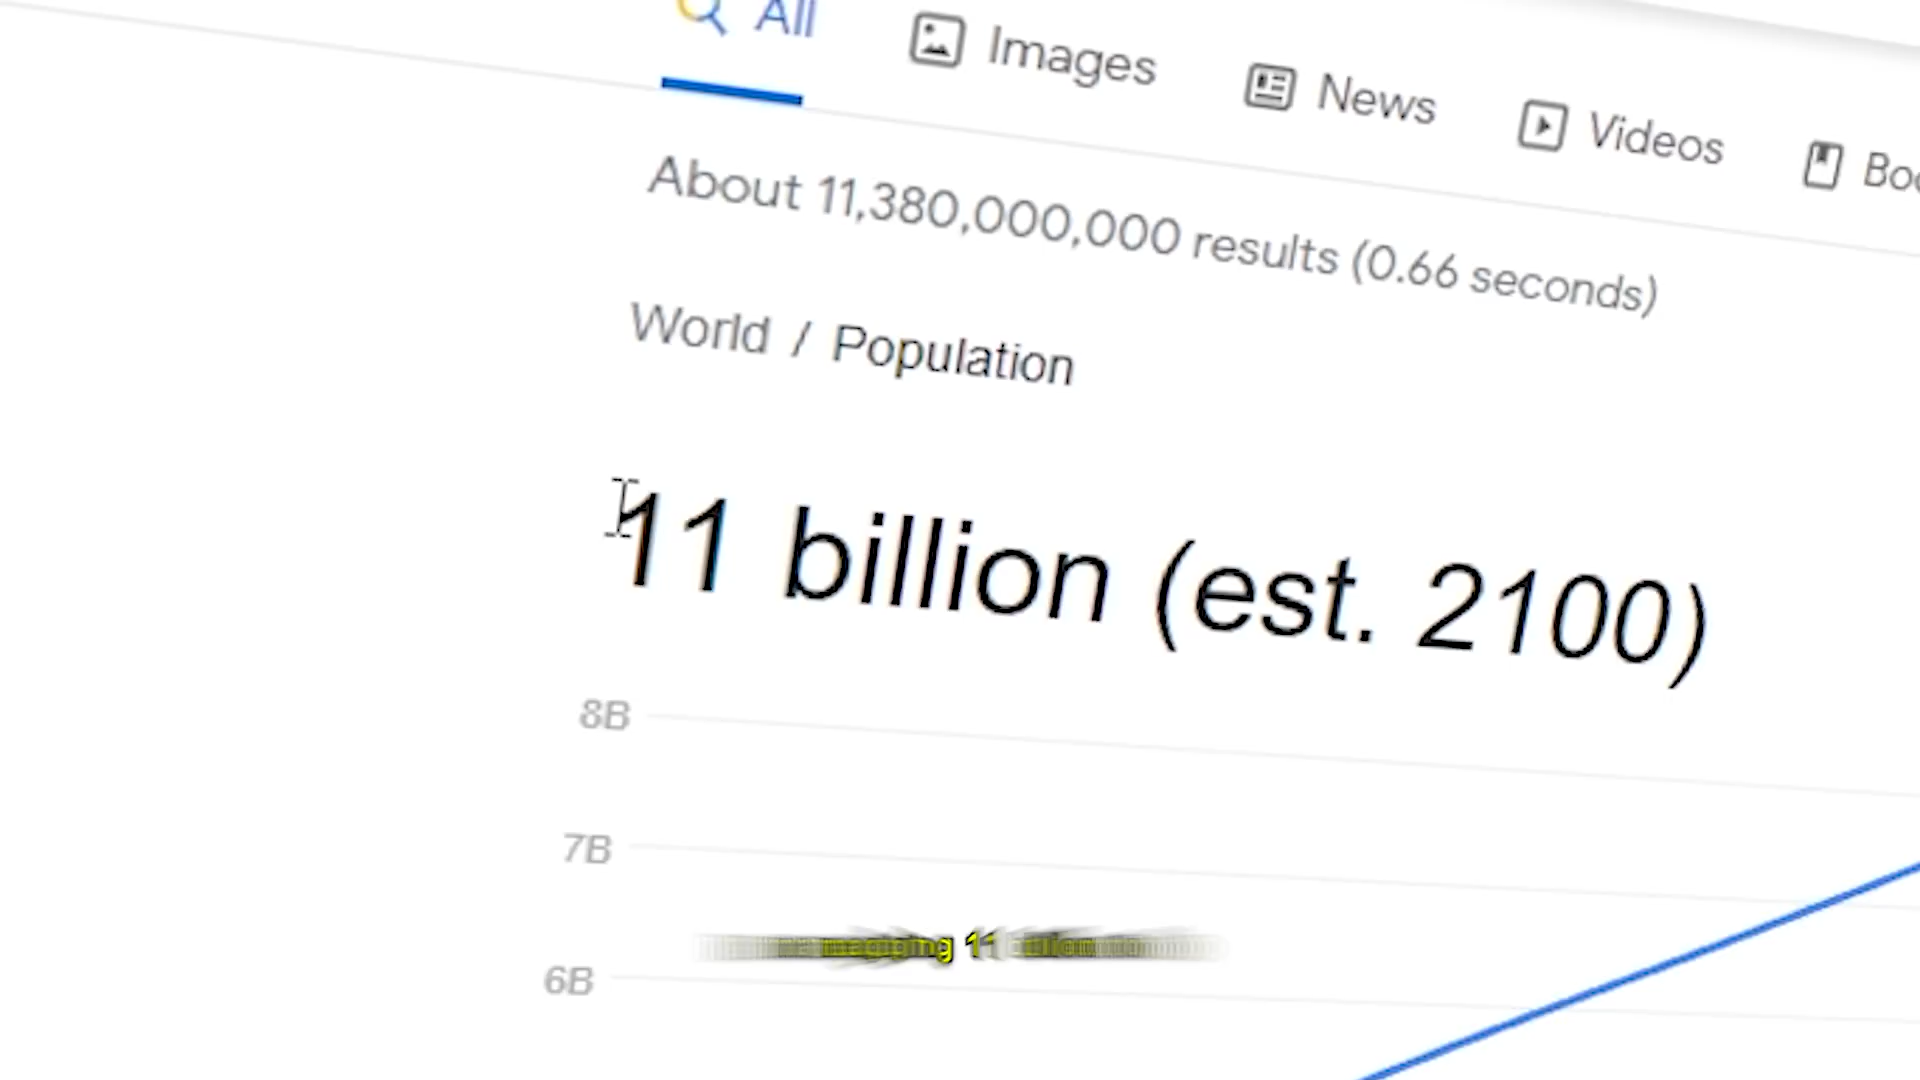 All Images News Videos
About 11,380,000,000 results (0.66 seconds)
World / Population
11 billion (est. 2100)
8B
7B
11
6B